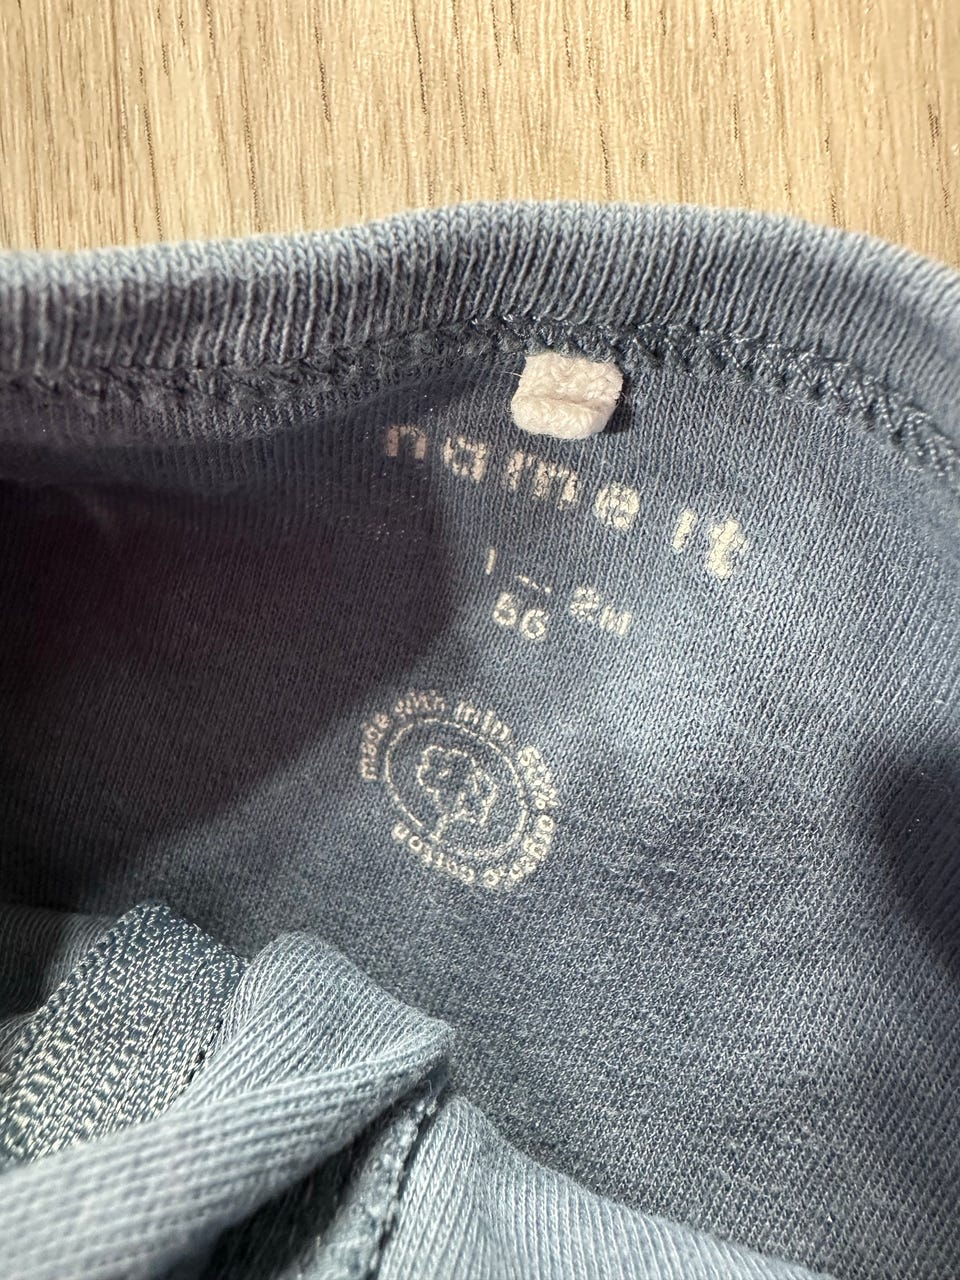 name it
1 – 2M
56
made with min. 50% organic cotton